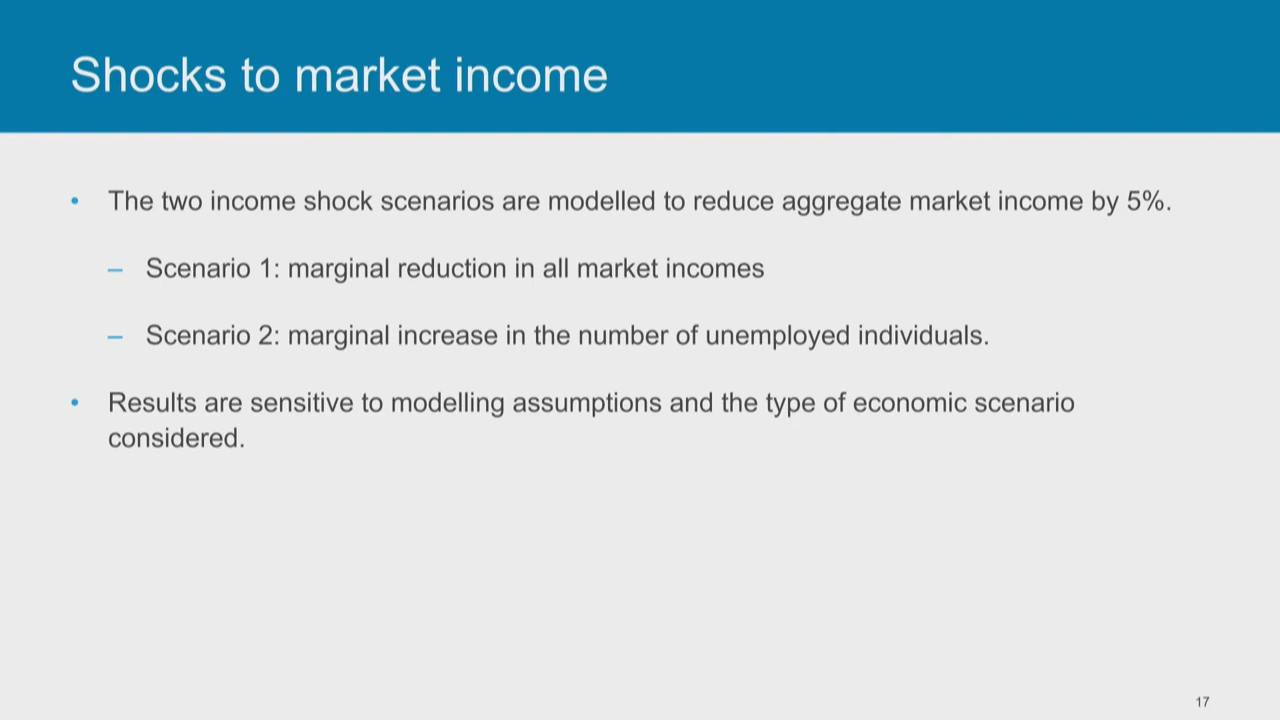 Shocks to market income
• The two income shock scenarios are modelled to reduce aggregate market income by 5%.
– Scenario 1: marginal reduction in all market incomes
– Scenario 2: marginal increase in the number of unemployed individuals.
• Results are sensitive to modelling assumptions and the type of economic scenario
considered.
17